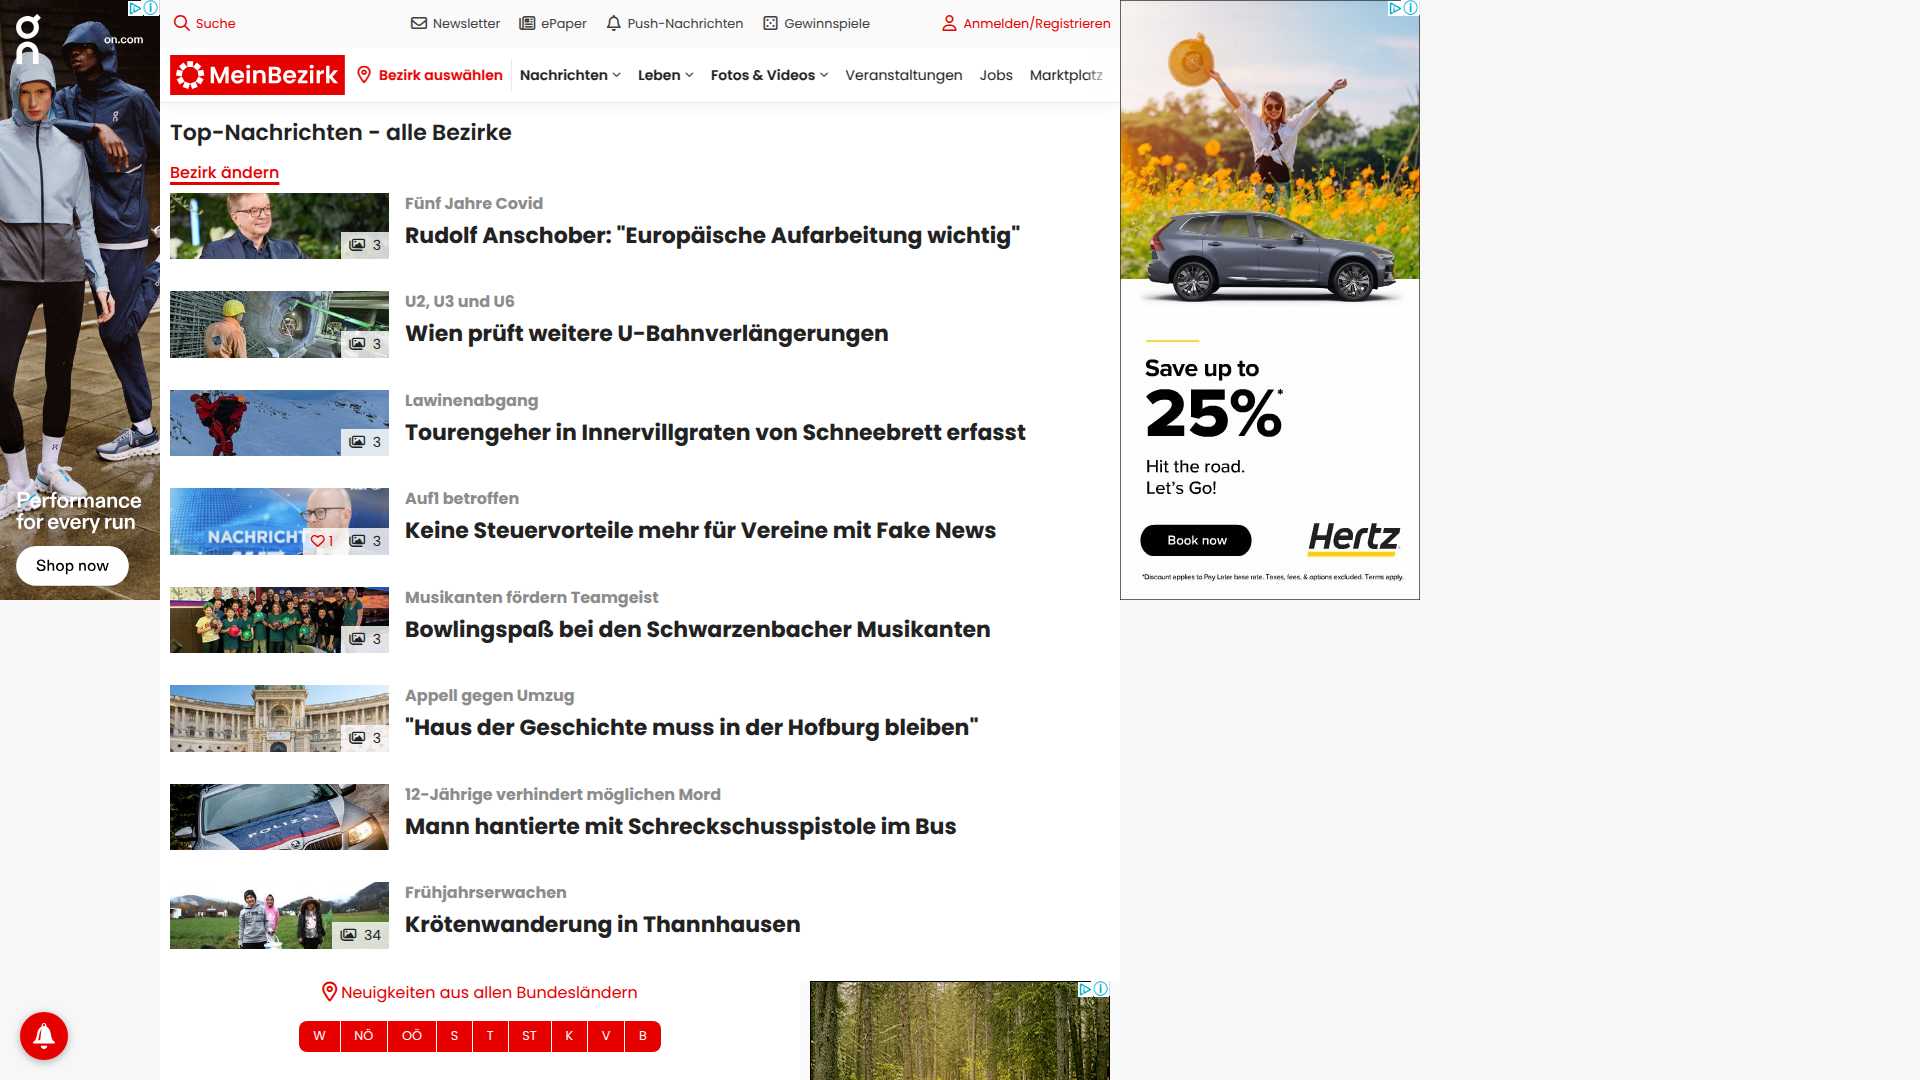 on.com
Performance
for every run
Shop now
Suche
Newsletter
ePaper
Push-Nachrichten
Gewinnspiele
Anmelden/Registrieren
MeinBezirk
Bezirk auswählen
Nachrichten
Leben
Fotos & Videos
Veranstaltungen
Jobs
Marktplatz
Top-Nachrichten - alle Bezirke
Bezirk ändern
3
Fünf Jahre Covid
Rudolf Anschober: "Europäische Aufarbeitung wichtig"
3
U2, U3 und U6
Wien prüft weitere U-Bahnverlängerungen
3
Lawinenabgang
Tourengeher in Innervillgraten von Schneebrett erfasst
NACHRICHT
1
3
Auf1 betroffen
Keine Steuervorteile mehr für Vereine mit Fake News
3
Musikanten fördern Teamgeist
Bowlingspaß bei den Schwarzenbacher Musikanten
3
Appell gegen Umzug
"Haus der Geschichte muss in der Hofburg bleiben"
POLIZEI
12-Jährige verhindert möglichen Mord
Mann hantierte mit Schreckschusspistole im Bus
34
Frühjahrserwachen
Krötenwanderung in Thannhausen
Neuigkeiten aus allen Bundesländern
W NÖ OÖ S T ST K V B
Save up to
25%*
Hit the road.
Let's Go!
Book now
Hertz
*Discount applies to Pay Later base rate. Taxes, fees, & options excluded. Terms apply.